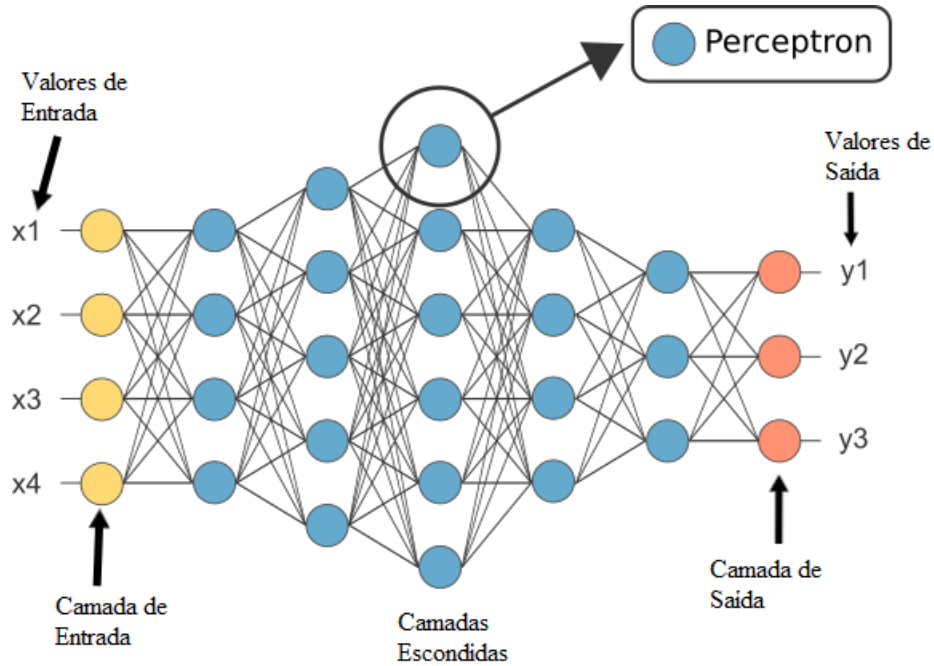 Perceptron
Valores de
Entrada
Valores de
Saída
x1
x2
x3
x4
y1
y2
y3
Camada de
Entrada
Camadas
Escondidas
Camada de
Saída